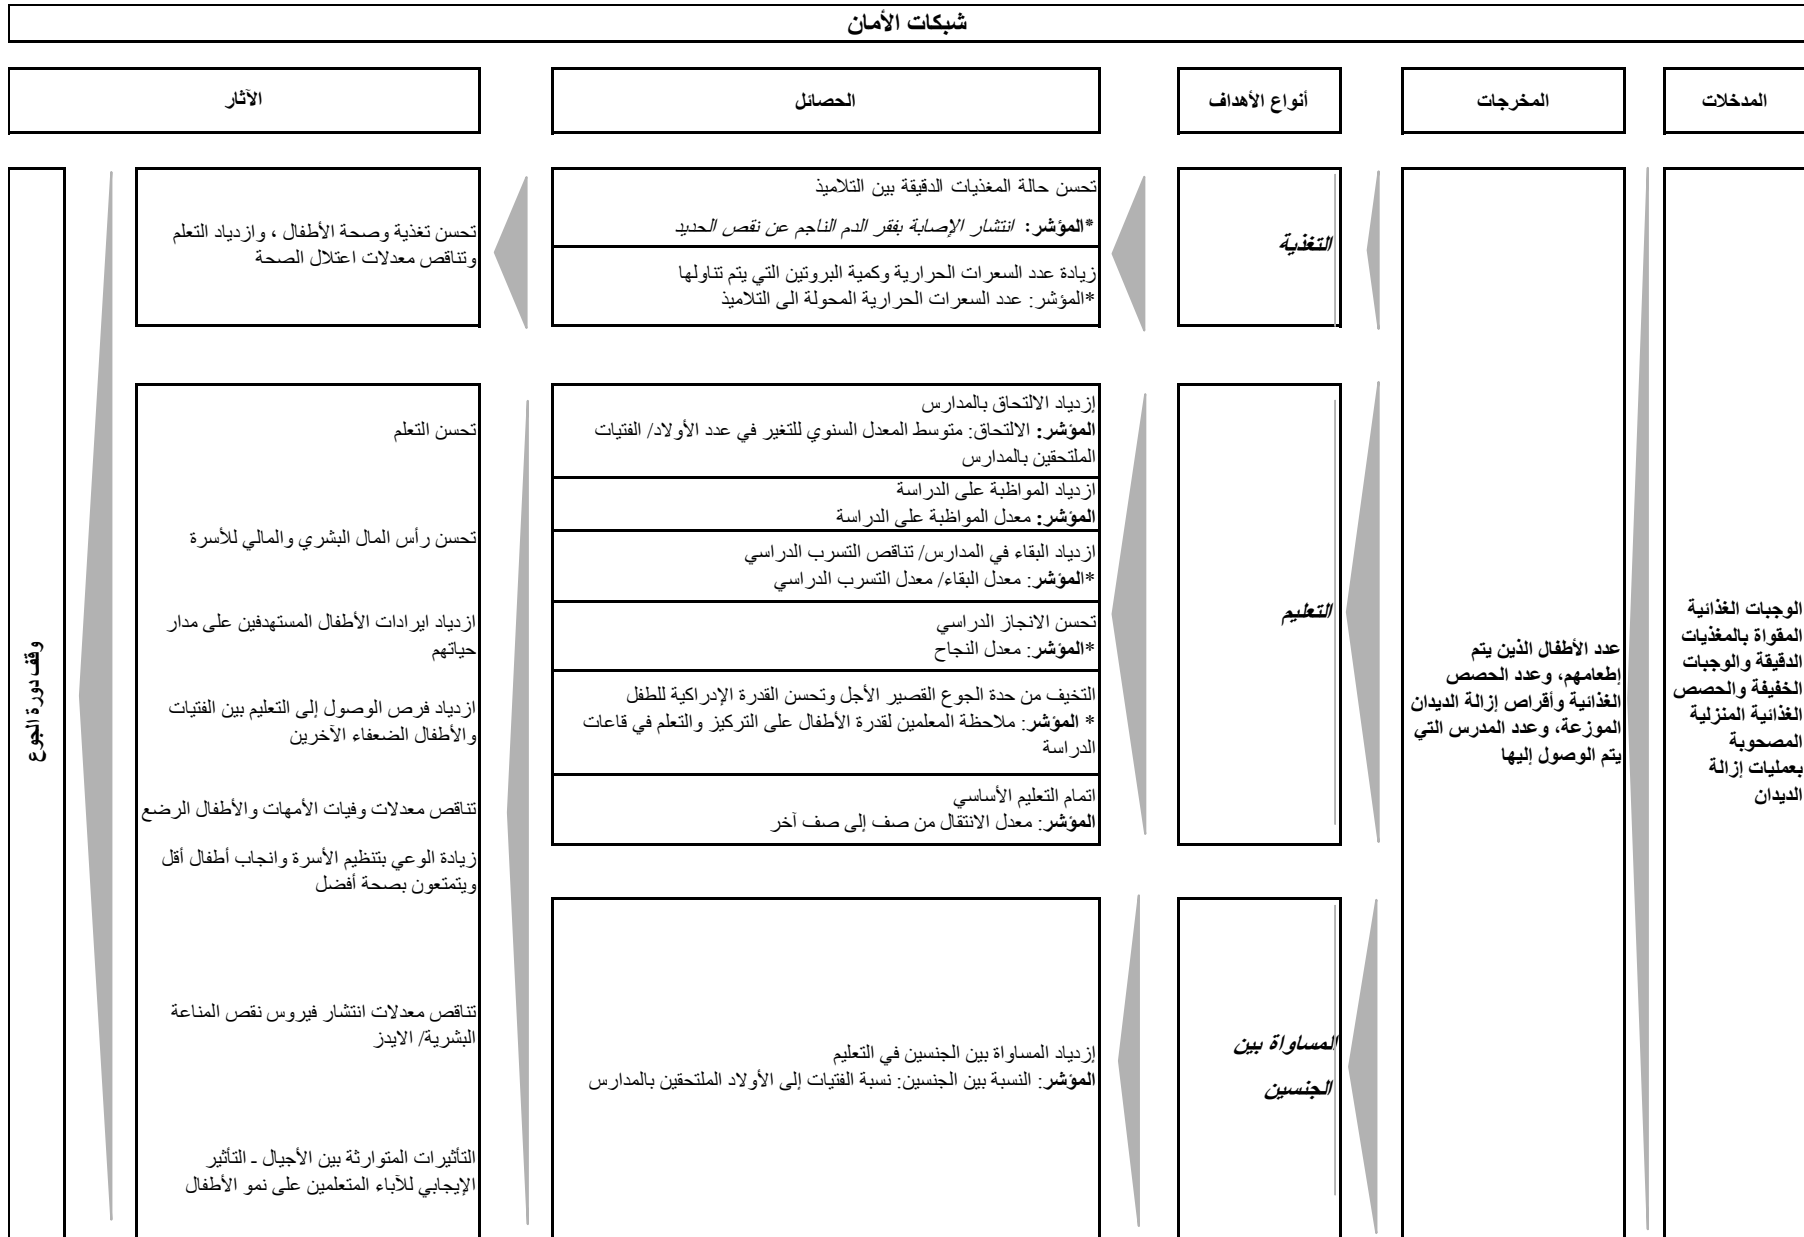 شبكات الأمان
المدخلات
المخرجات
أنواع الأهداف
الحصائل
الآثار
الوجبات الغذائية
المقواة بالمغذيات
الدقيقة والوجبات
الخفيفة والحصص
الغذائية المنزلية
المصحوبة
بعمليات إزالة
الديدان
عدد الأطفال الذين يتم
إطعامهم، وعدد الحصص
الغذائية وأقراص إزالة الديدان
الموزعة، وعدد المدرس التي
يتم الوصول إليها
التغذية
تحسن حالة المغذيات الدقيقة بين التلاميذ
*المؤشر: انتشار الإصابة بفقر الدم الناجم عن نقص الحديد
زيادة عدد السعرات الحرارية وكمية البروتين التي يتم تناولها
*المؤشر: عدد السعرات الحرارية المحولة الى التلاميذ
تحسن تغذية وصحة الأطفال ، وازدياد التعلم
وتناقص معدلات اعتلال الصحة
التعليم
إزدياد الالتحاق بالمدارس
المؤشر: الالتحاق: متوسط المعدل السنوي للتغير في عدد الأولاد/ الفتيات
الملتحقين بالمدارس
ازدياد المواظبة على الدراسة
المؤشر: معدل المواظبة على الدراسة
ازدياد البقاء في المدارس/ تناقص التسرب الدراسي
*المؤشر: معدل البقاء/ معدل التسرب الدراسي
تحسن الانجاز الدراسي
*المؤشر: معدل النجاح
التخيف من حدة الجوع القصير الأجل وتحسن القدرة الإدراكية للطفل
* المؤشر: ملاحظة المعلمين لقدرة الأطفال على التركيز والتعلم في قاعات
الدراسة
اتمام التعليم الأساسي
المؤشر: معدل الانتقال من صف إلى صف آخر
المساواة بين
الجنسين
إزدياد المساواة بين الجنسين في التعليم
المؤشر: النسبة بين الجنسين: نسبة الفتيات إلى الأولاد الملتحقين بالمدارس
تحسن التعلم
تحسن رأس المال البشري والمالي للأسرة
ازدياد ايرادات الأطفال المستهدفين على مدار
حياتهم
ازدياد فرص الوصول إلى التعليم بين الفتيات
والأطفال الضعفاء الآخرين
تناقص معدلات وفيات الأمهات والأطفال الرضع
زيادة الوعي بتنظيم الأسرة وانجاب أطفال أقل
ويتمتعون بصحة أفضل
تناقص معدلات انتشار فيروس نقص المناعة
البشرية/ الايدز
التأثيرات المتوارثة بين الأجيال ـ التأثير
الإيجابي للآباء المتعلمين على نمو الأطفال
وقف دورة الجوع